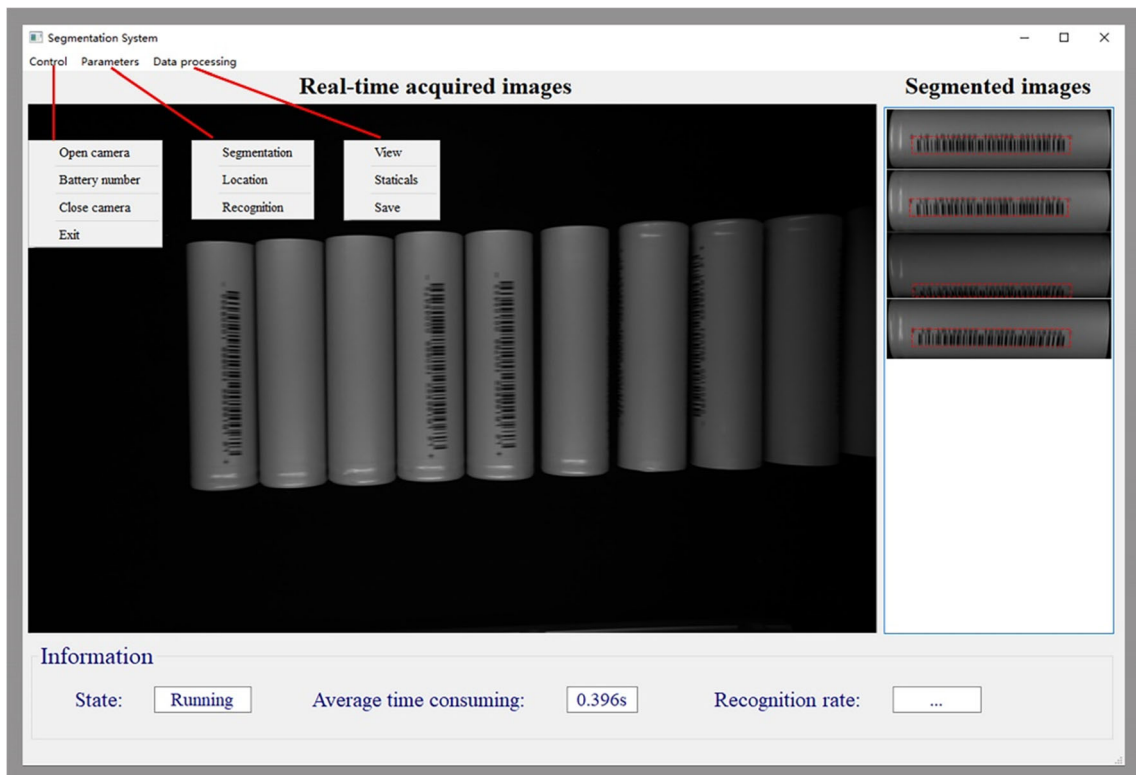 Segmentation System
Control Parameters Data processing
Real-time acquired images
Segmented images
Open camera
Battery number
Close camera
Exit
Segmentation
Location
Recognition
View
Staticals
Save
Information
State: Running Average time consuming: 0.396s Recognition rate: ...